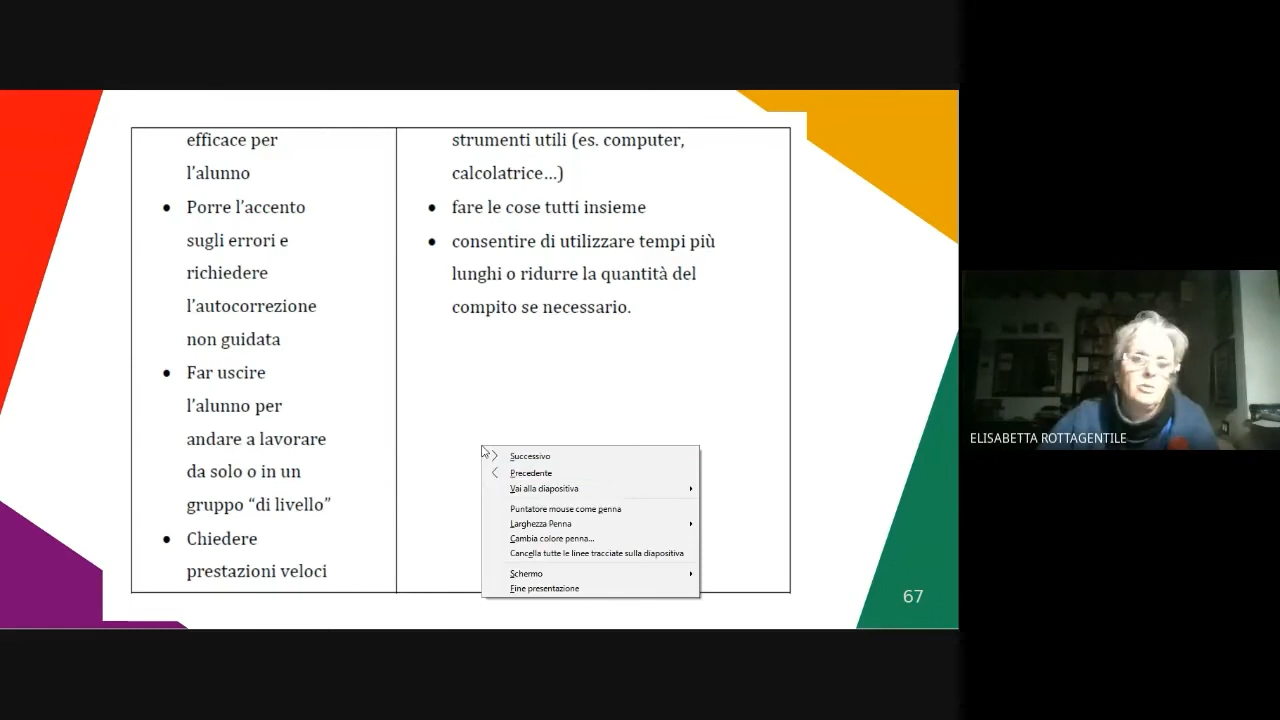 efficace per
l’alunno
• Porre l’accento
sugli errori e
richiedere
l’autocorrezione
non guidata
• Far uscire
l’alunno per
andare a lavorare
da solo o in un
gruppo “di livello”
• Chiedere
prestazioni veloci
strumenti utili (es. computer,
calcolatrice...)
• fare le cose tutti insieme
• consentire di utilizzare tempi più
lunghi o ridurre la quantità del
compito se necessario.
Successivo
Precedente
Vai alla diapositiva
Puntatore mouse come penna
Larghezza Penna
Cambia colore penna...
Cancella tutte le linee tracciate sulla diapositiva
Schermo
Fine presentazione
67
ELISABETTA ROTTAGENTILE